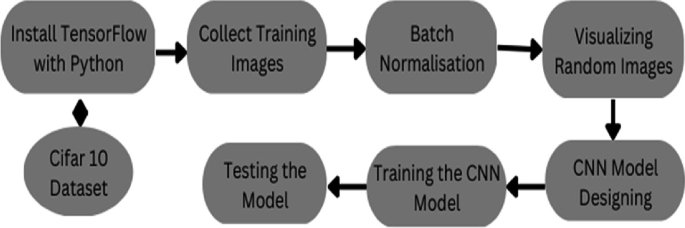 Install TensorFlow
with Python
Collect Training
Images
Batch
Normalisation
Visualizing
Random Images
Cifar 10
Dataset
Testing the
Model
Training the CNN
Model
CNN Model
Designing